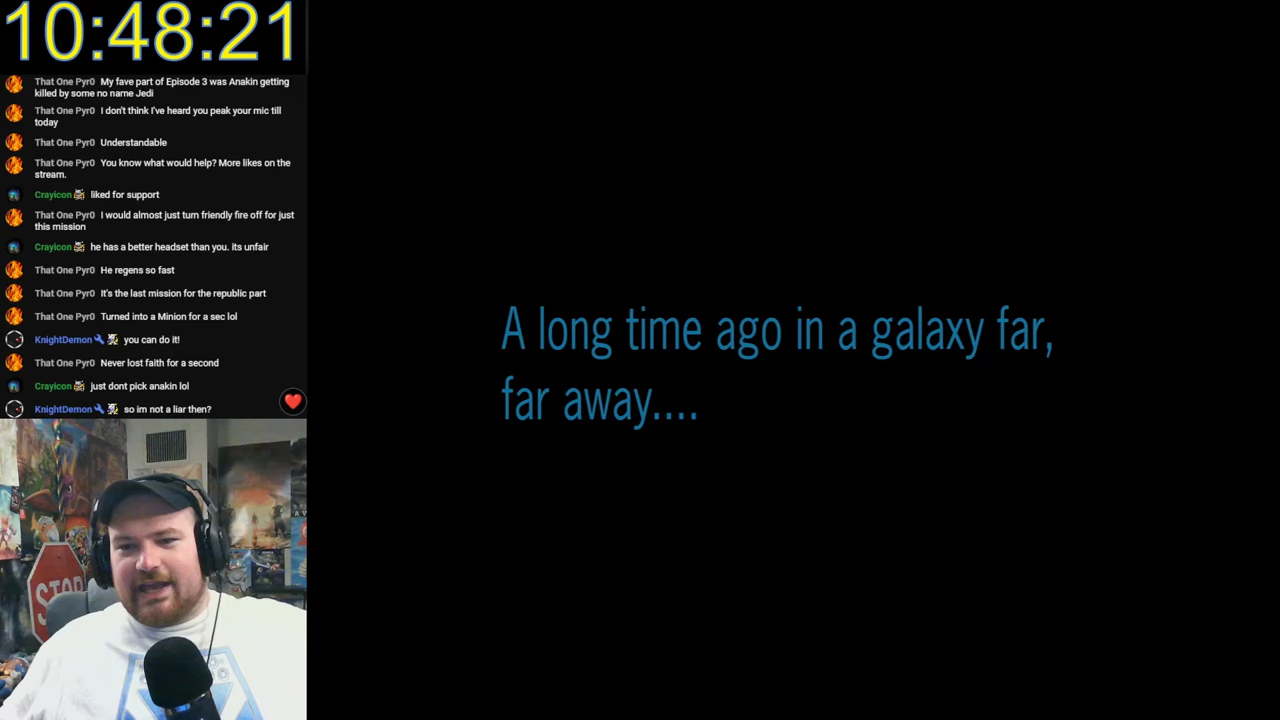 10:48:21
That One Pyr0 My fave part of Episode 3 was Anakin getting
killed by some no name Jedi
That One Pyr0 I don't think I've heard you peak your mic till
today
That One Pyr0 Understandable
That One Pyr0 You know what would help? More likes on the
stream.
Crayicon liked for support
That One Pyr0 I would almost just turn friendly fire off for just
this mission
Crayicon he has a better headset than you. its unfair
That One Pyr0 He regens so fast
That One Pyr0 It's the last mission for the republic part
That One Pyr0 Turned into a Minion for a sec lol
KnightDemon you can do it!
That One Pyr0 Never lost faith for a second
Crayicon just dont pick anakin lol
KnightDemon so im not a liar then?
A long time ago in a galaxy far,
far away....
STOP